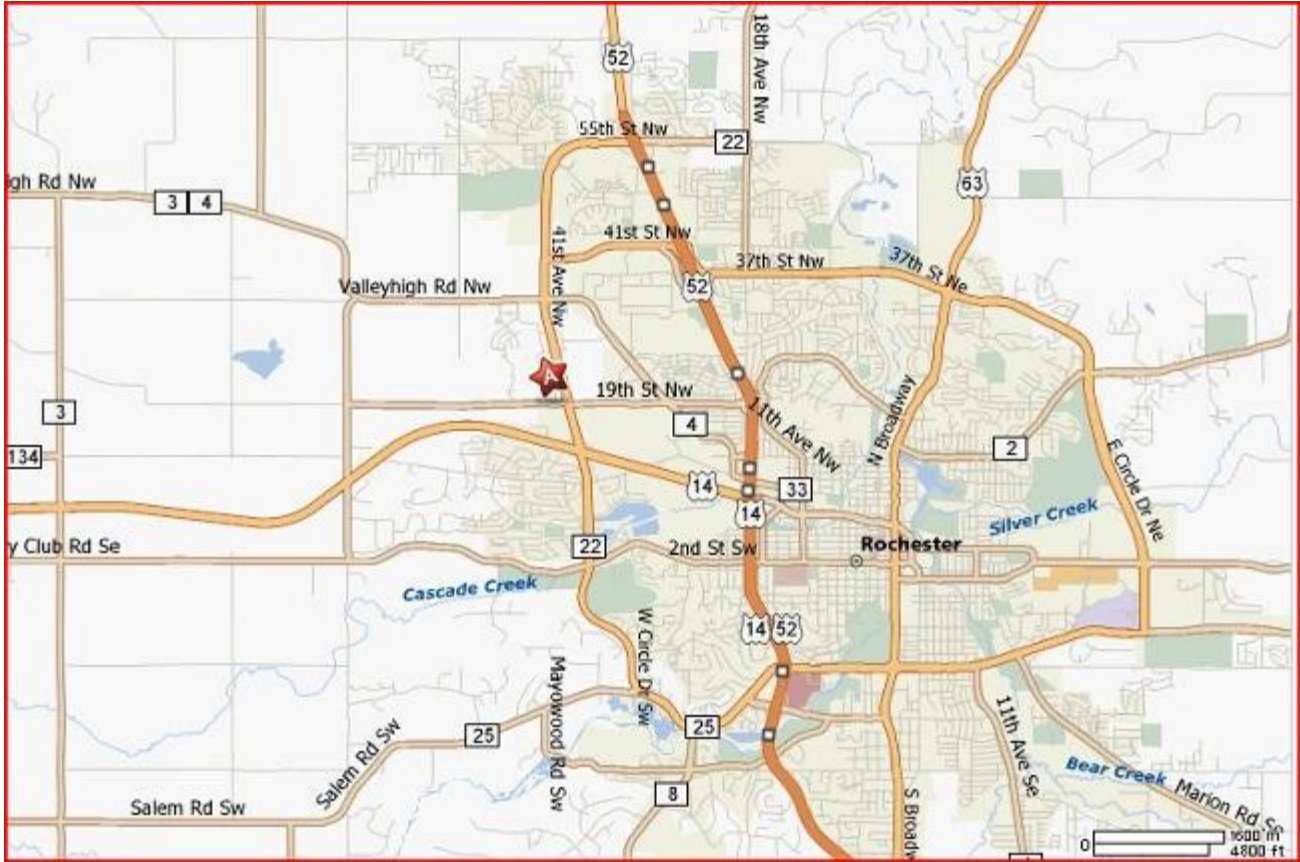 52
18th Ave Nw
55th St Nw
22
gh Rd Nw
3 4
63
41st Ave Nw
41st St Nw
37th St Nw
37th St Ne
52
Valleyhigh Rd Nw
A
19th St Nw
3
4
11th Ave Nw
N Broadway
2
E Circle Dr Ne
134
14
33
14
Silver Creek
y Club Rd Se
22
2nd St Sw
Rochester
Cascade Creek
14 52
W Circle Dr Sw
Mayowood Rd Sw
25
25
Salem Rd Sw
11th Ave Se
Bear Creek
8
Marion Rd Se
Salem Rd Sw
S Broadw
0
1600 m
4800 ft